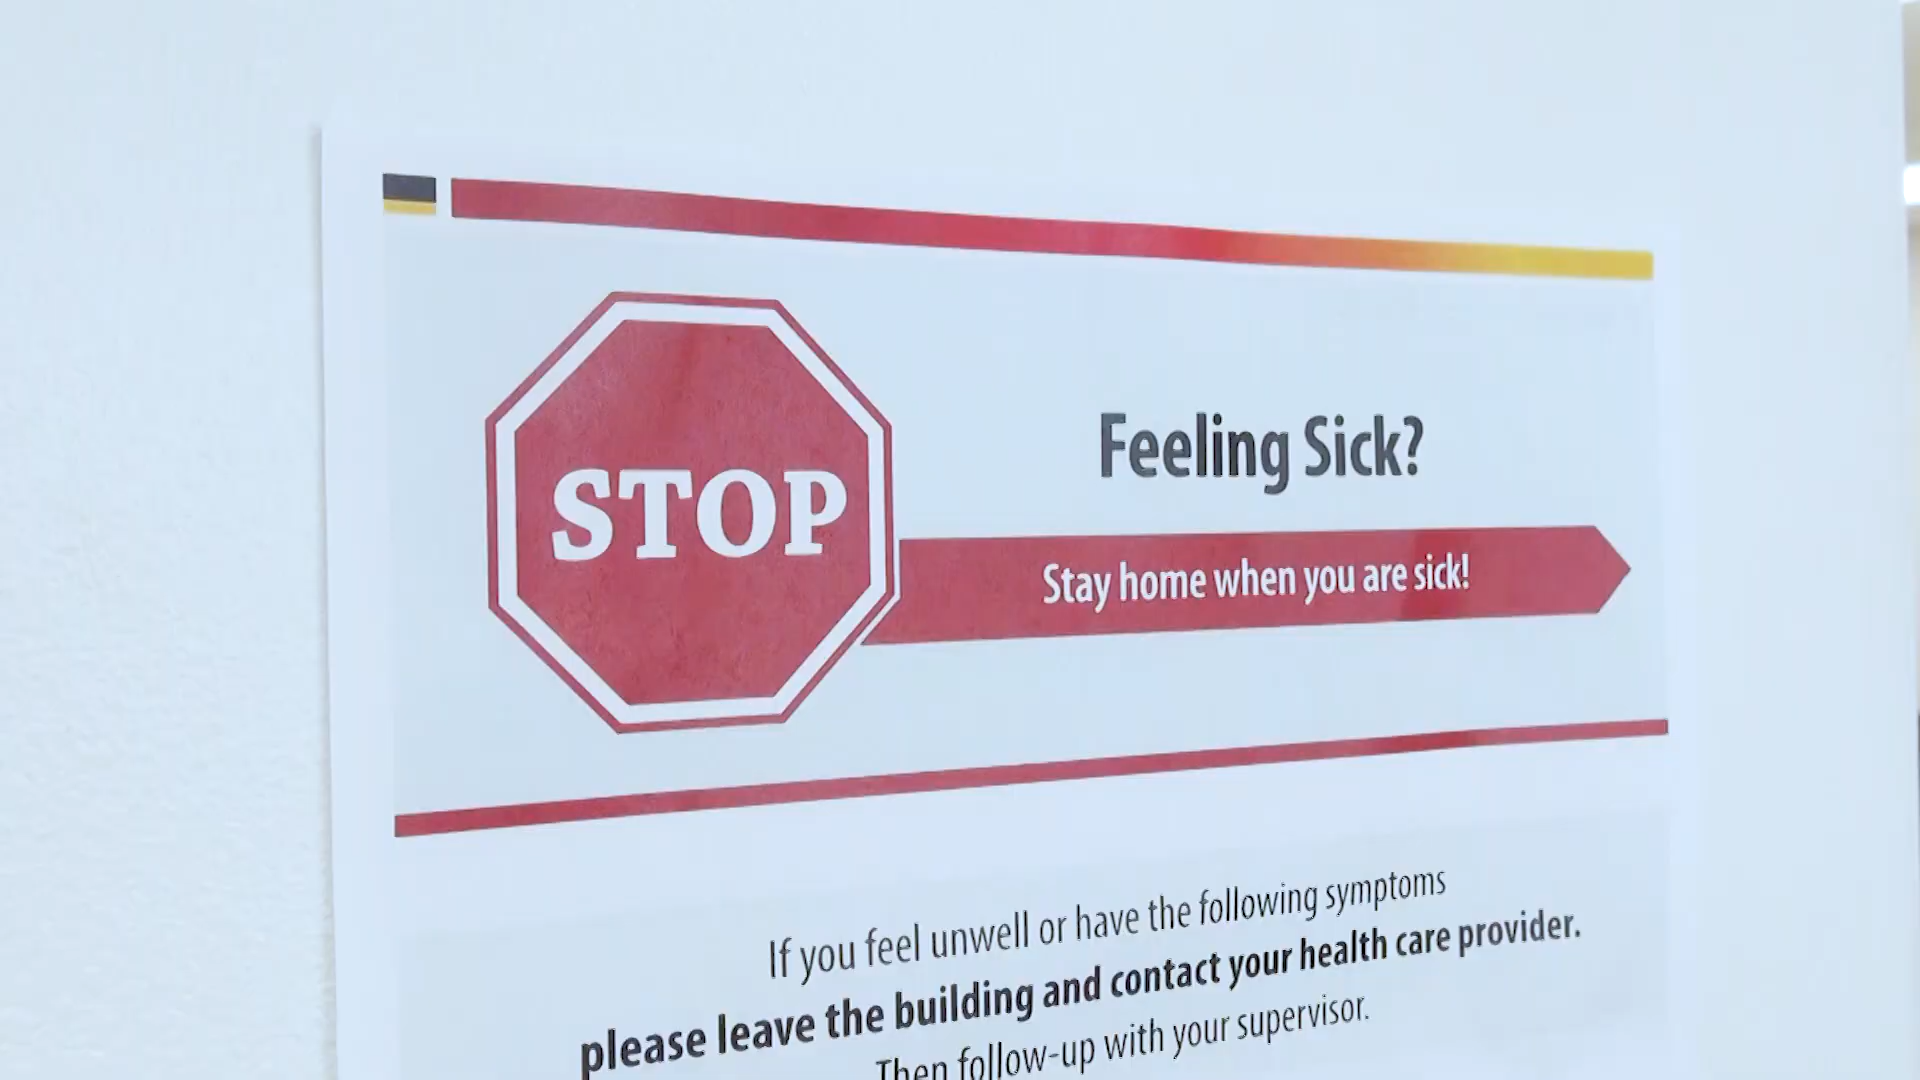 STOP
Feeling Sick?
Stay home when you are sick!
If you feel unwell or have the following symptoms
please leave the building and contact your health care provider.
Then follow-up with your supervisor.